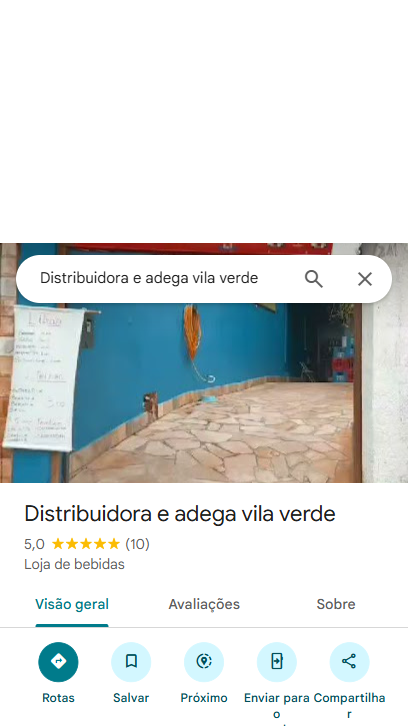 Distribuidora e adega vila verde
Distribuidora e adega vila verde
5,0 (10)
Loja de bebidas
Visão geral
Avaliações
Sobre
Rotas
Salvar
Próximo
Enviar para o
Compartilhar